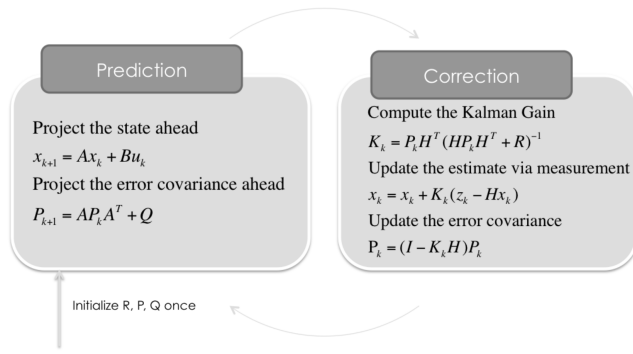 Prediction
Project the state ahead
x_{k+1} = Ax_k + Bu_k
Project the error covariance ahead
P_{k+1} = AP_kA^T + Q
Initialize R, P, Q once
Correction
Compute the Kalman Gain
K_k = P_kH^T(HP_kH^T + R)^{-1}
Update the estimate via measurement
x_k = x_k + K_k(z_k − Hx_k)
Update the error covariance
P_k = (I − K_kH)P_k